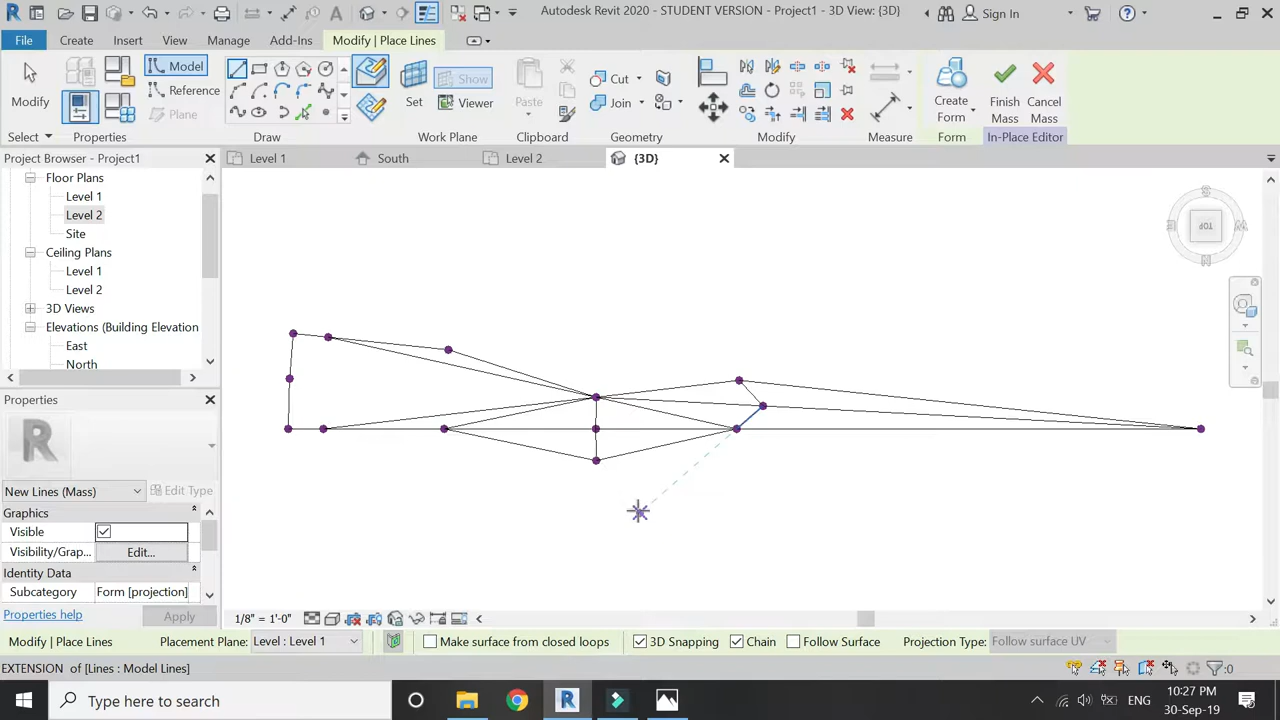 Autodesk Revit 2020 - STUDENT VERSION - Project1 - 3D View: {3D}
Sign In
File
Create
Insert
View
Manage
Add-Ins
Modify | Place Lines
Modify
Model
Reference
Plane
Set
Show
Viewer
Paste
Cut
Join
Create Form
Finish Mass
Cancel Mass
Select
Properties
Draw
Work Plane
Clipboard
Geometry
Modify
Measure
Form
In-Place Editor
Project Browser - Project1
Floor Plans
Level 1
Level 2
Site
Ceiling Plans
Level 1
Level 2
3D Views
Elevations (Building Elevation
East
North
Level 1
South
Level 2
{3D}
S
TOP
W
E
N
Properties
R
New Lines (Mass)
Edit Type
Graphics
Visible
Visibility/Grap...
Edit...
Identity Data
Subcategory
Form [projection]
Properties help
Apply
1/8" = 1'-0"
Modify | Place Lines
Placement Plane:
Level : Level 1
Make surface from closed loops
3D Snapping
Chain
Follow Surface
Projection Type:
Follow surface UV
EXTENSION of [Lines : Model Lines]
:0
Type here to search
ENG
10:27 PM
30-Sep-19